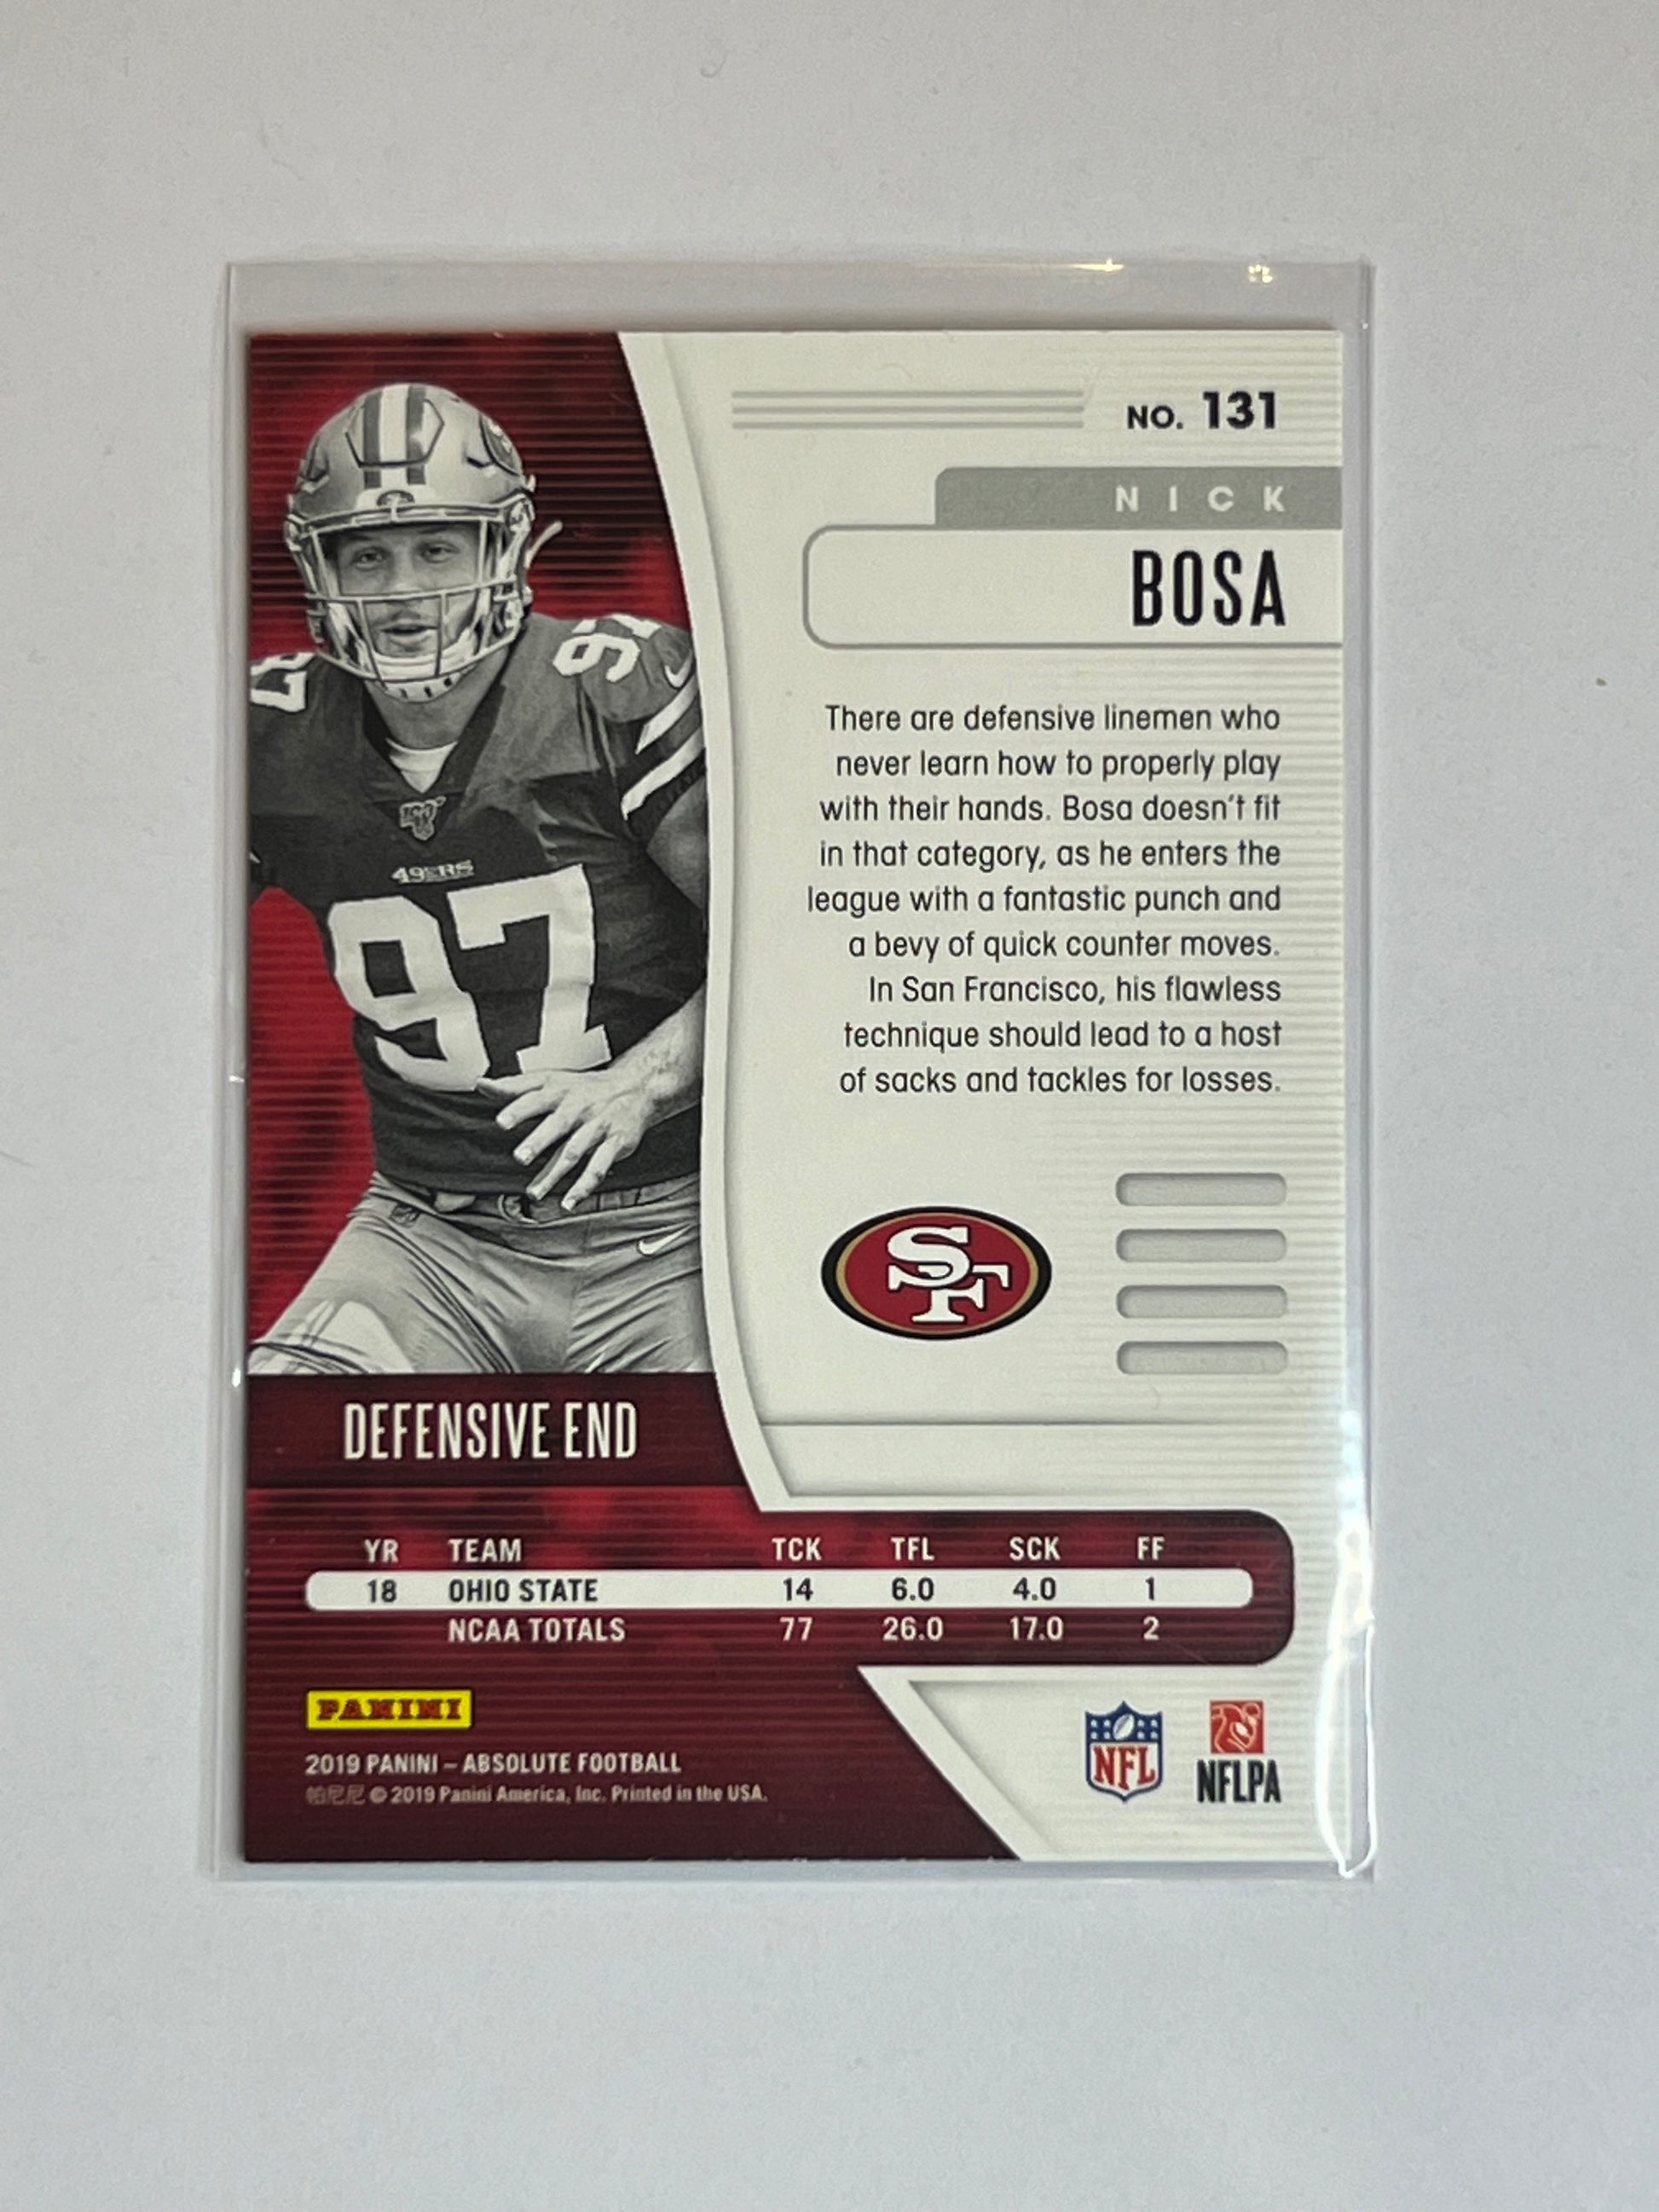 NO. 131
NICK
BOSA
There are defensive linemen who
never learn how to properly play
with their hands. Bosa doesn't fit
in that category, as he enters the
league with a fantastic punch and
a bevy of quick counter moves.
In San Francisco, his flawless
technique should lead to a host
of sacks and tackles for losses.
97
97
49ERS
97
SF
DEFENSIVE END
YR TEAM TCK TFL SCK FF
18 OHIO STATE 14 6.0 4.0 1
NCAA TOTALS 77 26.0 17.0 2
PANINI
2019 PANINI – ABSOLUTE FOOTBALL
帕尼尼 © 2019 Panini America, Inc. Printed in the USA.
NFL
NFLPA